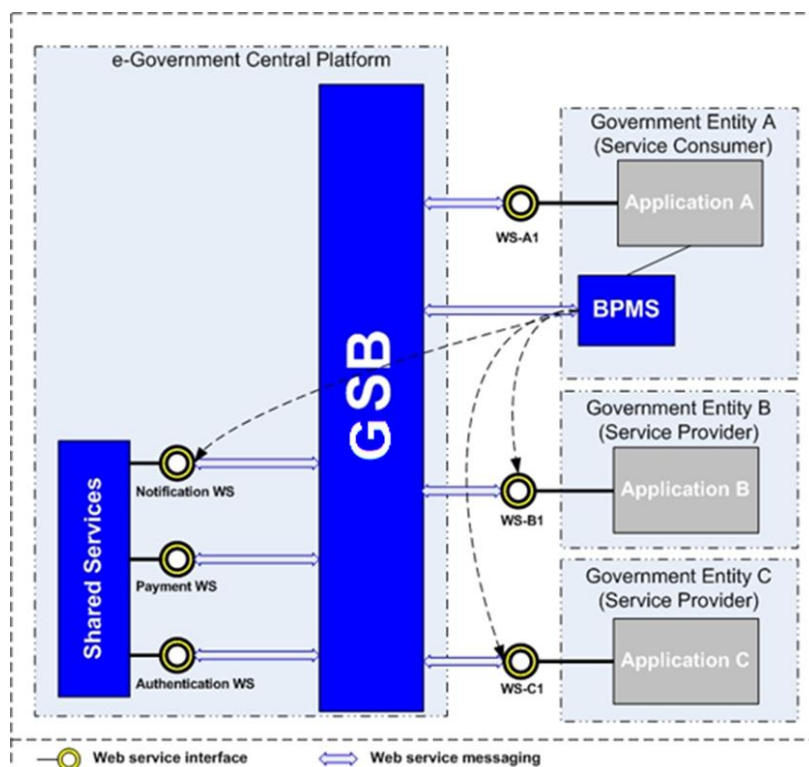 e-Government Central Platform
GSB
Shared Services
Notification WS
Payment WS
Authentication WS
WS-A1
WS-B1
WS-C1
Government Entity A
(Service Consumer)
Application A
BPMS
Government Entity B
(Service Provider)
Application B
Government Entity C
(Service Provider)
Application C
Web service interface
Web service messaging